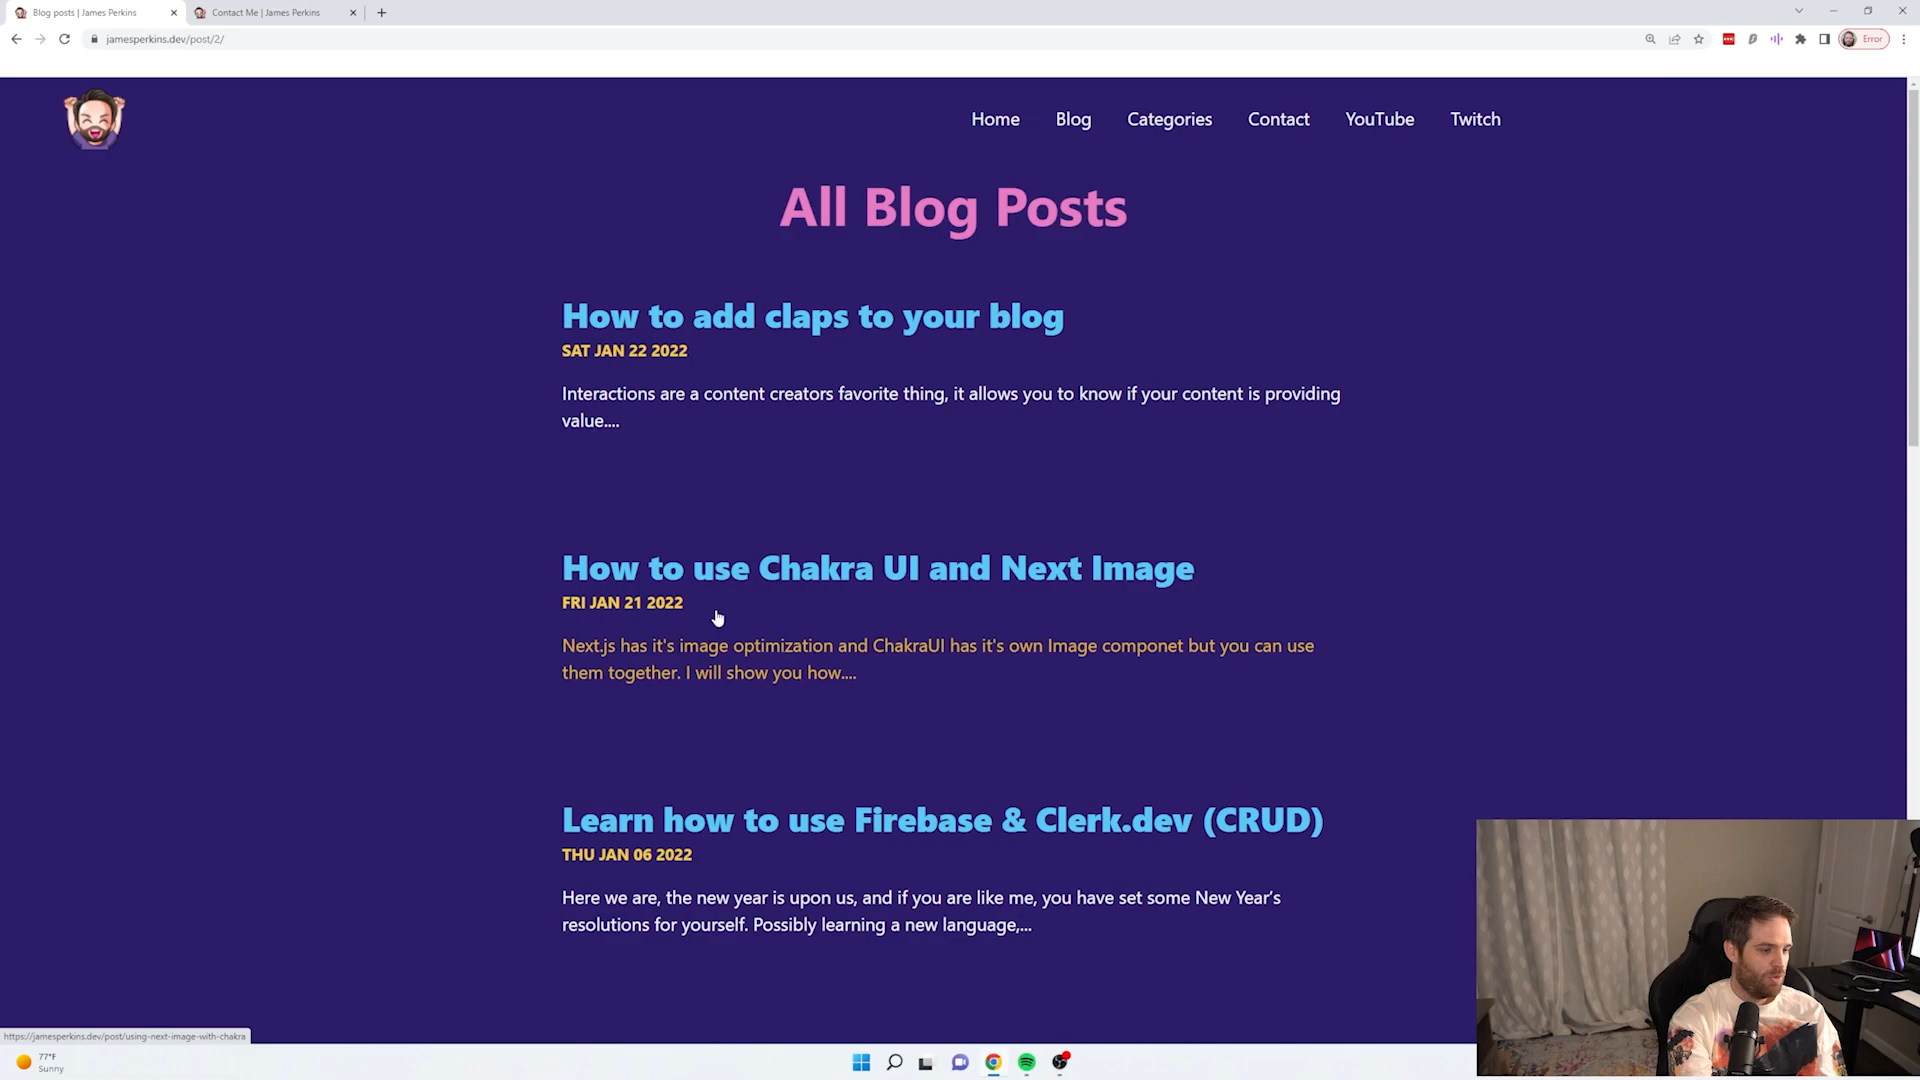 Blog posts | James Perkins
Contact Me | James Perkins
jamesperkins.dev/post/2/
Error
Home
Blog
Categories
Contact
YouTube
Twitch
All Blog Posts
How to add claps to your blog
SAT JAN 22 2022
Interactions are a content creators favorite thing, it allows you to know if your content is providing
value....
How to use Chakra UI and Next Image
FRI JAN 21 2022
Next.js has it's image optimization and ChakraUI has it's own Image componet but you can use
them together. I will show you how....
Learn how to use Firebase & Clerk.dev (CRUD)
THU JAN 06 2022
Here we are, the new year is upon us, and if you are like me, you have set some New Year’s
resolutions for yourself. Possibly learning a new language,...
https://jamesperkins.dev/post/using-next-image-with-chakra
77°F
Sunny